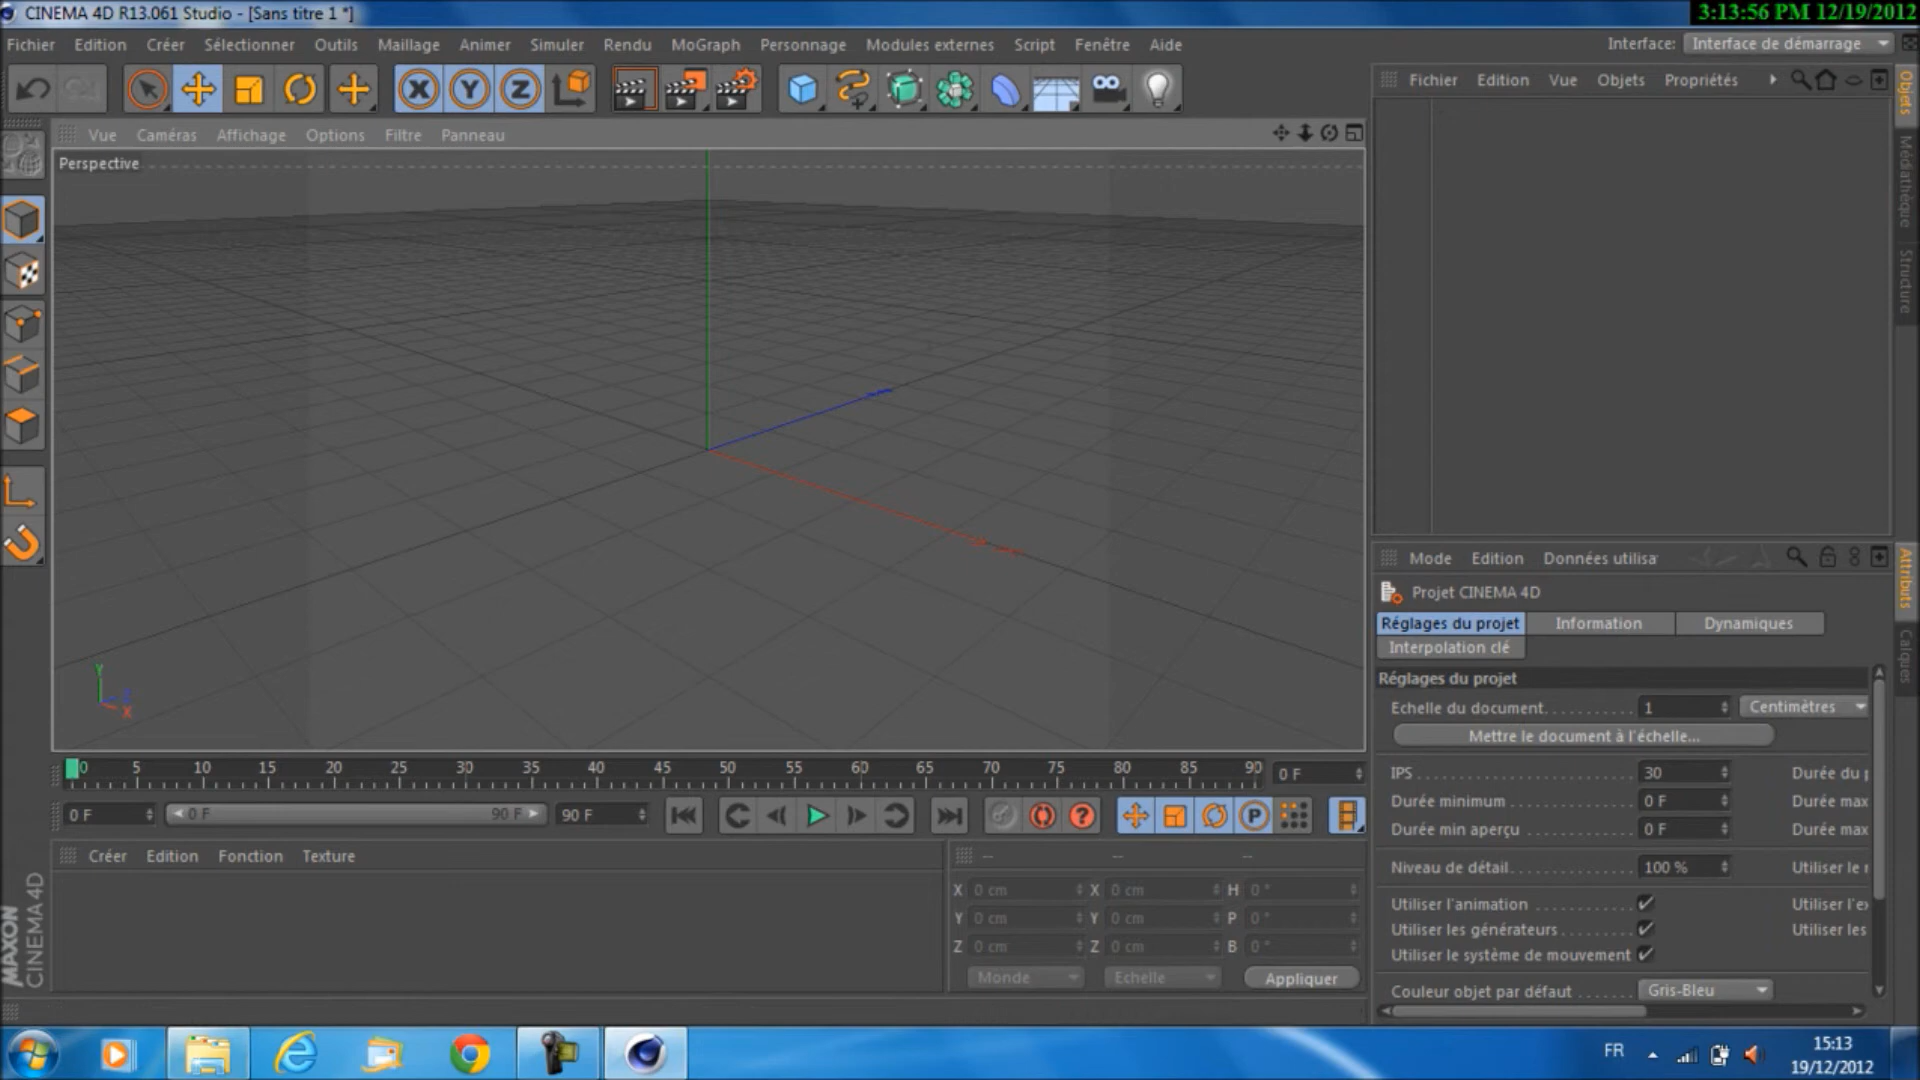 CINEMA 4D R13.061 Studio - [Sans titre 1 *]
3:13:56 PM 12/19/2012
Fichier Edition Créer Sélectionner Outils Maillage Animer Simuler Rendu MoGraph Personnage Modules externes Script Fenêtre Aide
Interface: Interface de démarrage
X Y Z
Fichier Edition Vue Objets Propriétés
Objets
Médiathèque
Structure
Vue Caméras Affichage Options Filtre Panneau
Perspective
Y
Z
X
Mode Edition Données utilisa
Attributs
Calques
Projet CINEMA 4D
Réglages du projet Information Dynamiques
Interpolation clé
Réglages du projet
Echelle du document 1 Centimètres
Mettre le document à l'échelle...
IPS 30 Durée du p
Durée minimum 0 F Durée max
Durée min aperçu 0 F Durée max
Niveau de détail 100 % Utiliser le r
Utiliser l'animation Utiliser l'ex
Utiliser les générateurs Utiliser les
Utiliser le système de mouvement
Couleur objet par défaut Gris-Bleu
0 5 10 15 20 25 30 35 40 45 50 55 60 65 70 75 80 85 90 0 F
0 F 0 F 90 F 90 F ? P
Créer Edition Fonction Texture
-- -- --
X 0 cm X 0 cm H 0 °
Y 0 cm Y 0 cm P 0 °
Z 0 cm Z 0 cm B 0 °
Monde Echelle Appliquer
MAXON
CINEMA 4D
FR
15:13
19/12/2012